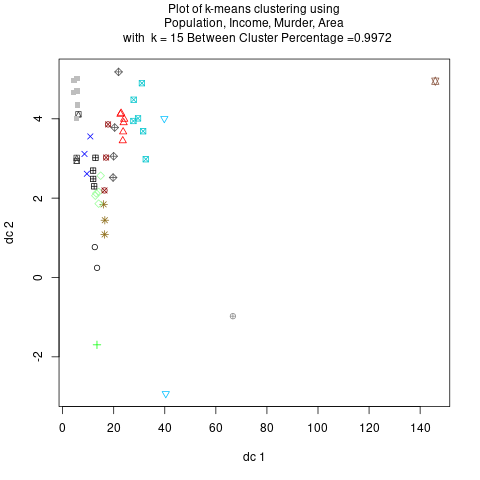 Plot of k-means clustering using
Population, Income, Murder, Area
with k = 15 Between Cluster Percentage =0.9972
dc 2
4
2
0
-2
0 20 40 60 80 100 120 140
dc 1